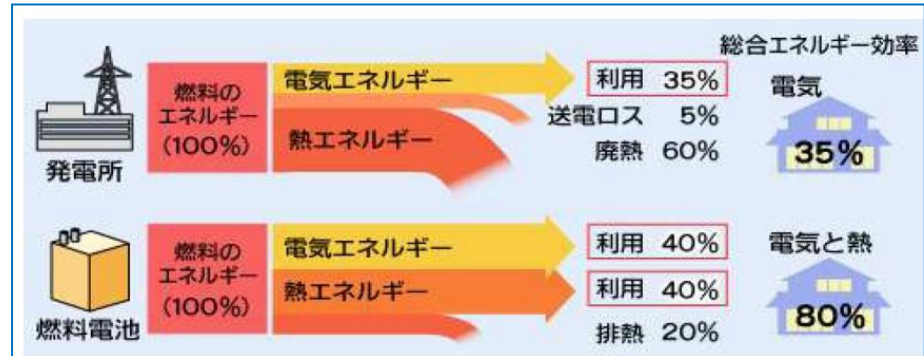 総合エネルギー効率
燃料の
エネルギー
(100%)
電気エネルギー
熱エネルギー
利用 35%
送電ロス 5%
廃熱 60%
電気
35%
発電所
燃料の
エネルギー
(100%)
電気エネルギー
熱エネルギー
利用 40%
利用 40%
排熱 20%
電気と熱
80%
燃料電池